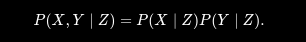 P(X, Y | Z) = P(X | Z)P(Y | Z).